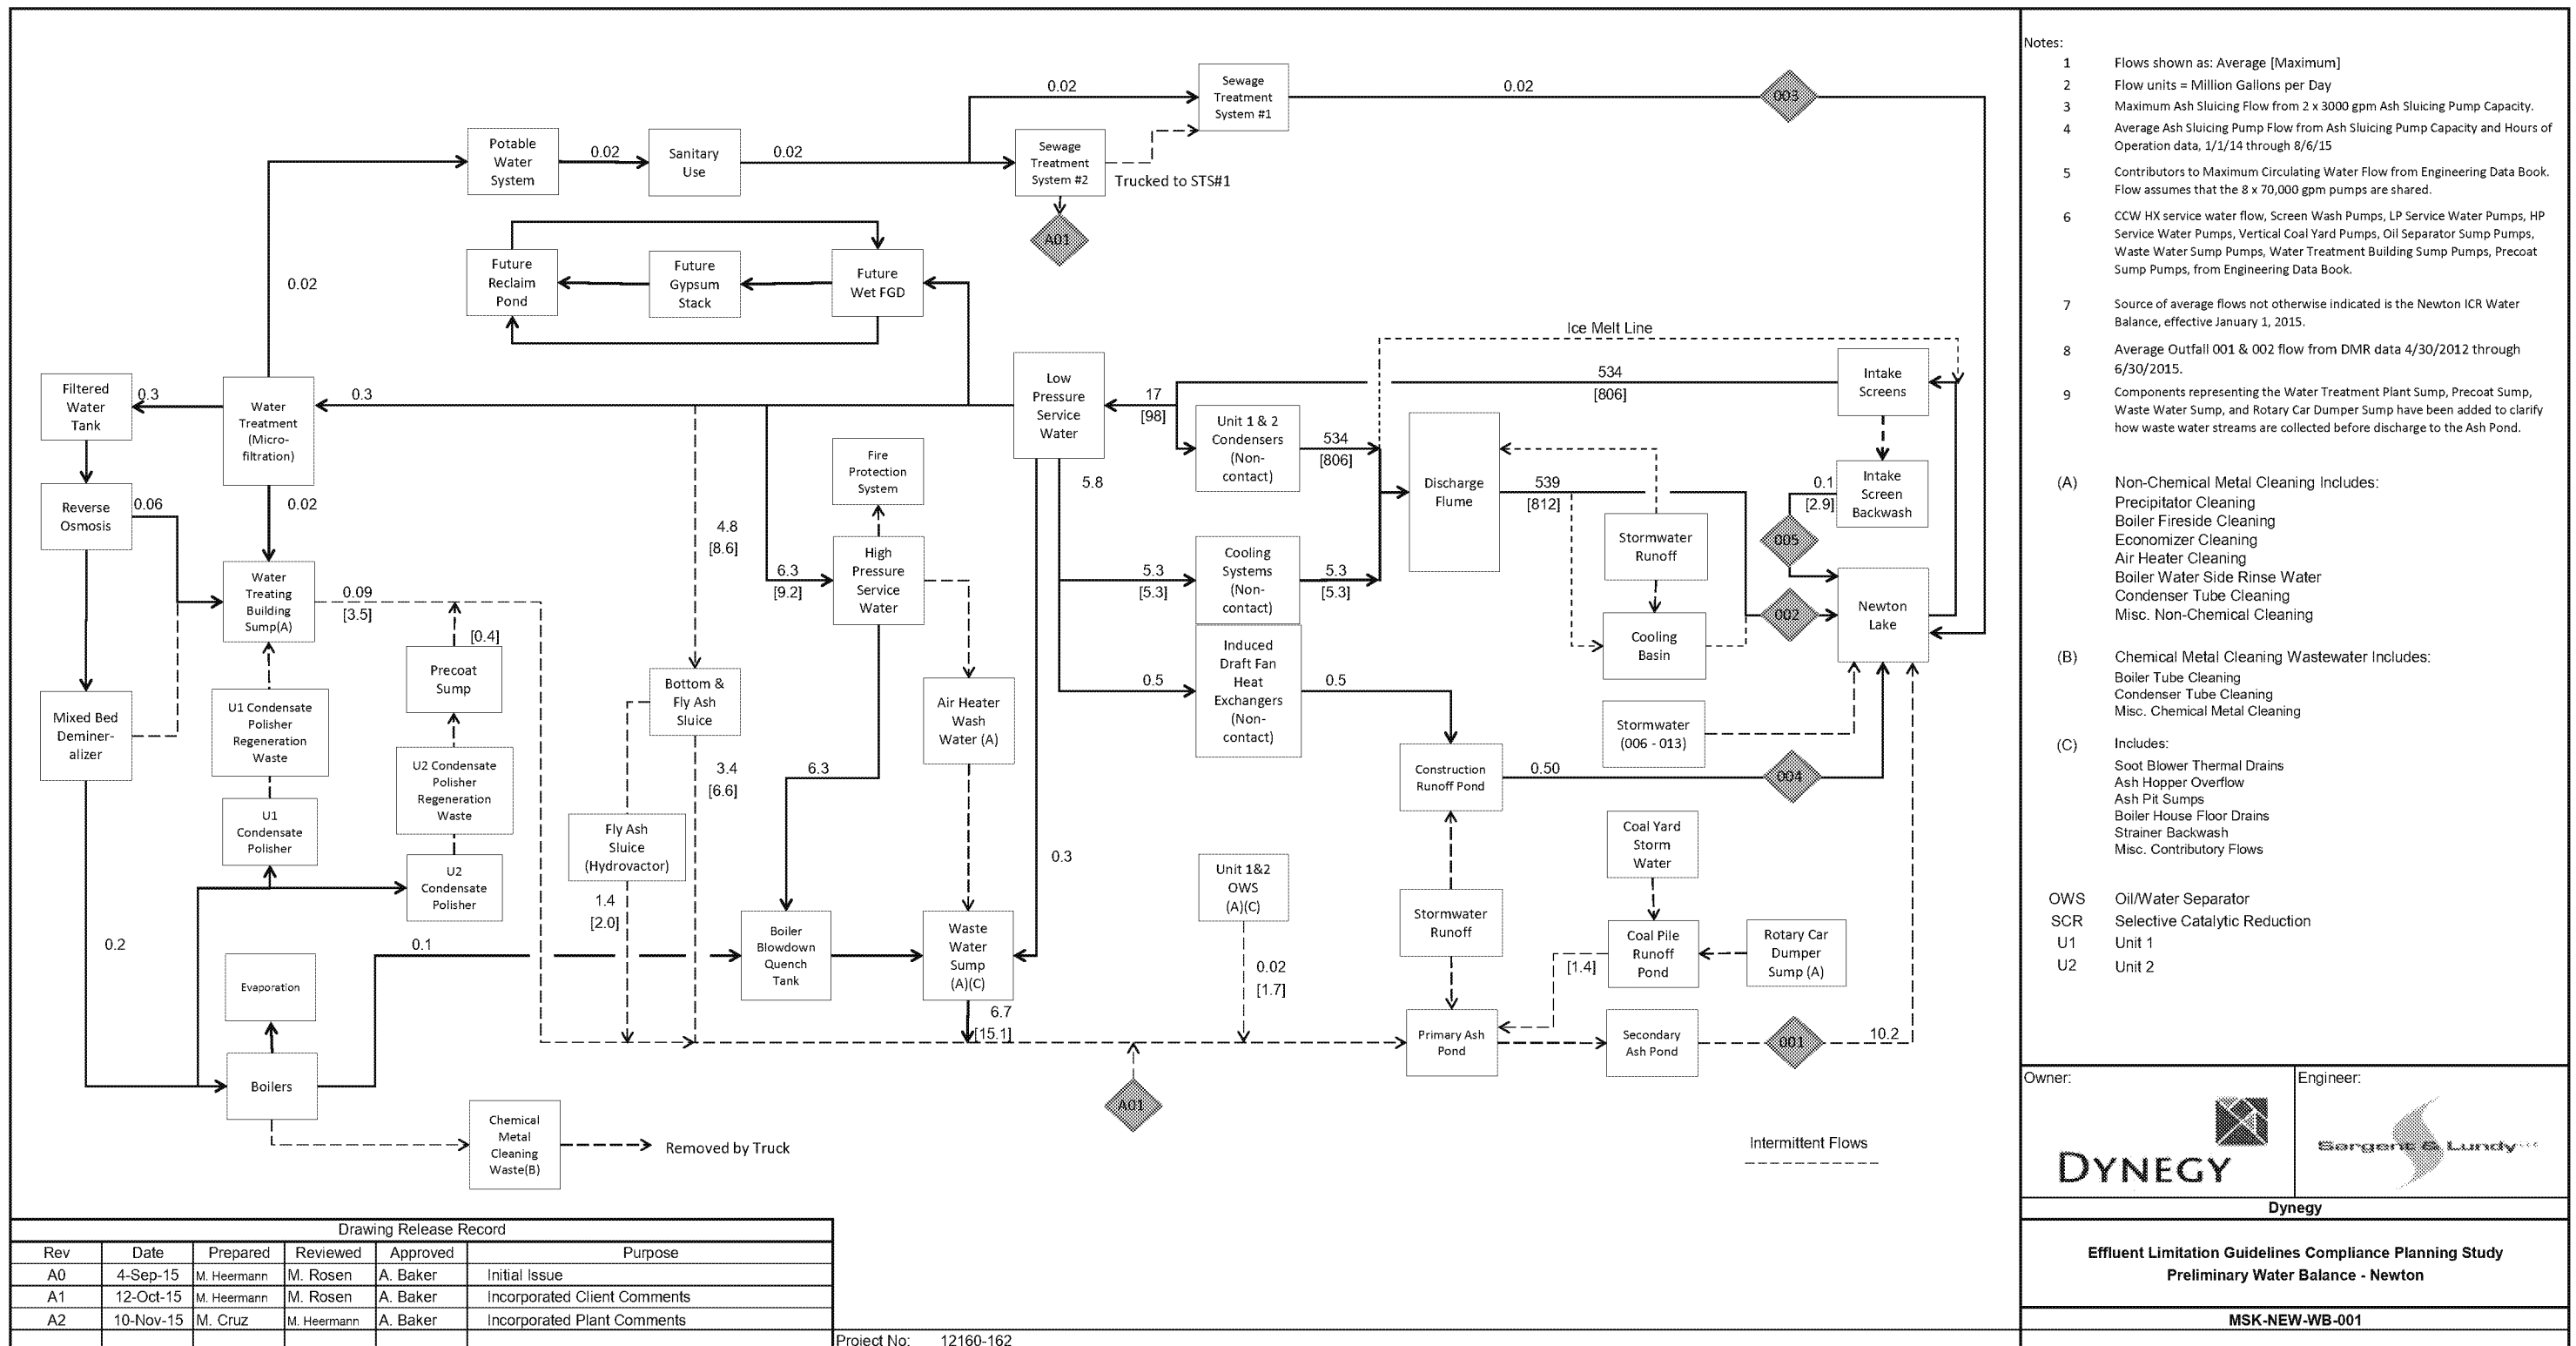 0.02
0.02
003
Sewage
Treatment
System #1
Potable
Water
System
0.02
Sanitary
Use
0.02
Sewage
Treatment
System #2
Trucked to STS#1
A01
0.02
Future
Reclaim
Pond
Future
Gypsum
Stack
Future
Wet FGD
Ice Melt Line
Filtered
Water
Tank
0.3
Water
Treatment
(Micro-
filtration)
0.3
Low
Pressure
Service
Water
17
[98]
534
[806]
Intake
Screens
Unit 1 & 2
Condensers
(Non-
contact)
534
[806]
Discharge
Flume
539
[812]
0.1
[2.9]
Intake
Screen
Backwash
005
Fire
Protection
System
Reverse
Osmosis
0.06
0.02
4.8
[8.6]
5.8
Stormwater
Runoff
Water
Treating
Building
Sump(A)
0.09
[3.5]
[0.4]
6.3
[9.2]
High
Pressure
Service
Water
5.3
[5.3]
Cooling
Systems
(Non-
contact)
5.3
[5.3]
Cooling
Basin
002
Newton
Lake
Precoat
Sump
Bottom &
Fly Ash
Sluice
Air Heater
Wash
Water (A)
0.5
Induced
Draft Fan
Heat
Exchangers
(Non-
contact)
0.5
Stormwater
(006 - 013)
Mixed Bed
Deminer-
alizer
U1 Condensate
Polisher
Regeneration
Waste
U2 Condensate
Polisher
Regeneration
Waste
3.4
[6.6]
6.3
Construction
Runoff Pond
0.50
004
U1
Condensate
Polisher
Fly Ash
Sluice
(Hydrovactor)
0.3
Coal Yard
Storm
Water
U2
Condensate
Polisher
1.4
[2.0]
Unit 1&2
OWS
(A)(C)
Stormwater
Runoff
0.2
0.1
Boiler
Blowdown
Quench
Tank
Waste
Water
Sump
(A)(C)
0.02
[1.7]
[1.4]
Coal Pile
Runoff
Pond
Rotary Car
Dumper
Sump (A)
Evaporation
6.7
[15.1]
Primary Ash
Pond
Secondary
Ash Pond
001
10.2
Boilers
A01
Chemical
Metal
Cleaning
Waste(B)
Removed by Truck
Intermittent Flows
Notes:
1 Flows shown as: Average [Maximum]
2 Flow units = Million Gallons per Day
3 Maximum Ash Sluicing Flow from 2 x 3000 gpm Ash Sluicing Pump Capacity.
4 Average Ash Sluicing Pump Flow from Ash Sluicing Pump Capacity and Hours of
Operation data, 1/1/14 through 8/6/15
5 Contributors to Maximum Circulating Water Flow from Engineering Data Book.
Flow assumes that the 8 x 70,000 gpm pumps are shared.
6 CCW HX service water flow, Screen Wash Pumps, LP Service Water Pumps, HP
Service Water Pumps, Vertical Coal Yard Pumps, Oil Separator Sump Pumps,
Waste Water Sump Pumps, Water Treatment Building Sump Pumps, Precoat
Sump Pumps, from Engineering Data Book.
7 Source of average flows not otherwise indicated is the Newton ICR Water
Balance, effective January 1, 2015.
8 Average Outfall 001 & 002 flow from DMR data 4/30/2012 through
6/30/2015.
9 Components representing the Water Treatment Plant Sump, Precoat Sump,
Waste Water Sump, and Rotary Car Dumper Sump have been added to clarify
how waste water streams are collected before discharge to the Ash Pond.
(A) Non-Chemical Metal Cleaning Includes:
Precipitator Cleaning
Boiler Fireside Cleaning
Economizer Cleaning
Air Heater Cleaning
Boiler Water Side Rinse Water
Condenser Tube Cleaning
Misc. Non-Chemical Cleaning
(B) Chemical Metal Cleaning Wastewater Includes:
Boiler Tube Cleaning
Condenser Tube Cleaning
Misc. Chemical Metal Cleaning
(C) Includes:
Soot Blower Thermal Drains
Ash Hopper Overflow
Ash Pit Sumps
Boiler House Floor Drains
Strainer Backwash
Misc. Contributory Flows
OWS Oil/Water Separator
SCR Selective Catalytic Reduction
U1 Unit 1
U2 Unit 2
Owner:
Engineer:
DYNEGY
Sargent & Lundy
Dynegy
Effluent Limitation Guidelines Compliance Planning Study
Preliminary Water Balance - Newton
MSK-NEW-WB-001
Drawing Release Record
Rev Date Prepared Reviewed Approved Purpose
A0 4-Sep-15 M. Heermann M. Rosen A. Baker Initial Issue
A1 12-Oct-15 M. Heermann M. Rosen A. Baker Incorporated Client Comments
A2 10-Nov-15 M. Cruz M. Heermann A. Baker Incorporated Plant Comments
Project No: 12160-162